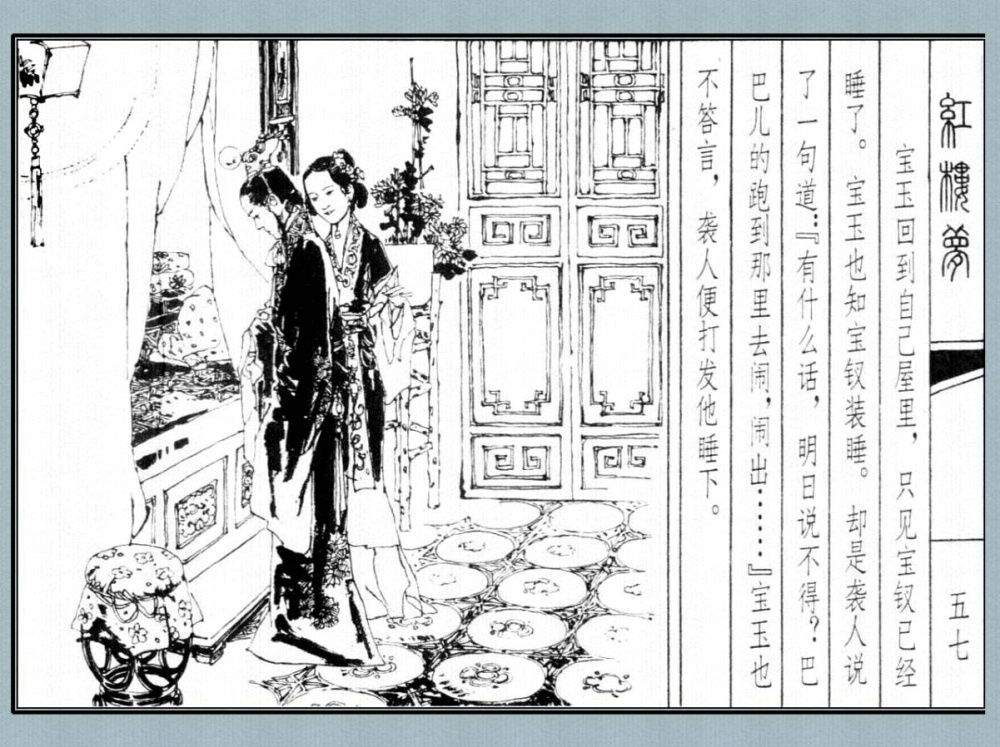 紅樓夢
五七
宝玉回到自己屋里，只见宝钗已经
睡了。宝玉也知宝钗装睡。却是袭人说
了一句道…『有什么话，明日说不得？巴
巴儿的跑到那里去闹，闹出……』宝玉也
不答言，袭人便打发他睡下。